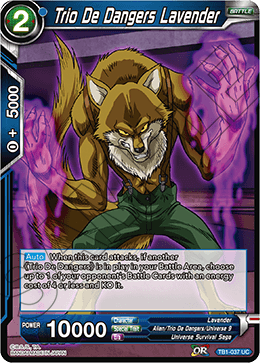 2
Trio De Dangers Lavender
BATTLE
0 + 5000
Auto When this card attacks, if another
{Trio De Dangers} is in play in your Battle Area, choose
up to 1 of your opponent's Battle Cards with an energy
cost of 4 or less and KO it.
POWER 10000
Character Lavender
Special Trait Alien/Trio De Dangers/Universe 9
Era Universe Survival Saga
OR TB1-037 UC